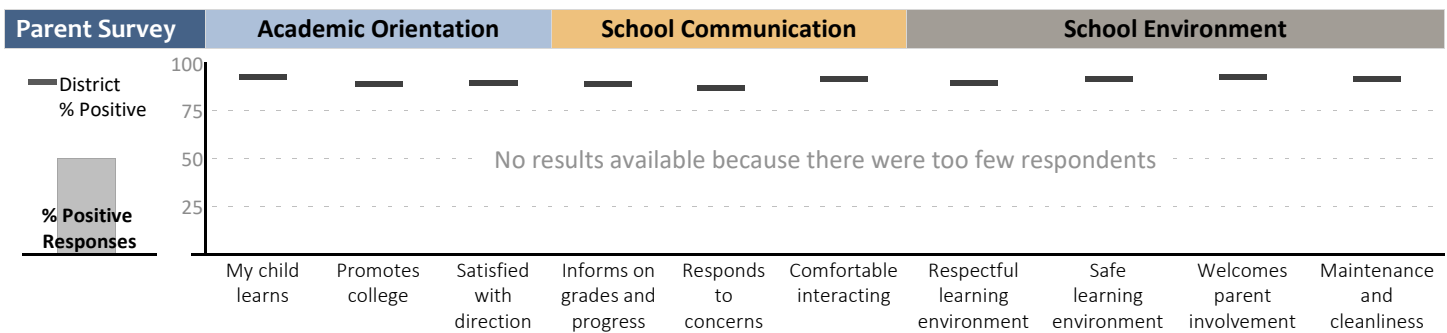 Parent Survey
Academic Orientation
School Communication
School Environment
District
% Positive
% Positive
Responses
100
75
50
25
No results available because there were too few respondents
My child
learns
Promotes
college
Satisfied
with
direction
Informs on
grades and
progress
Responds
to
concerns
Comfortable
interacting
Respectful
learning
environment
Safe
learning
environment
Welcomes
parent
involvement
Maintenance
and
cleanliness